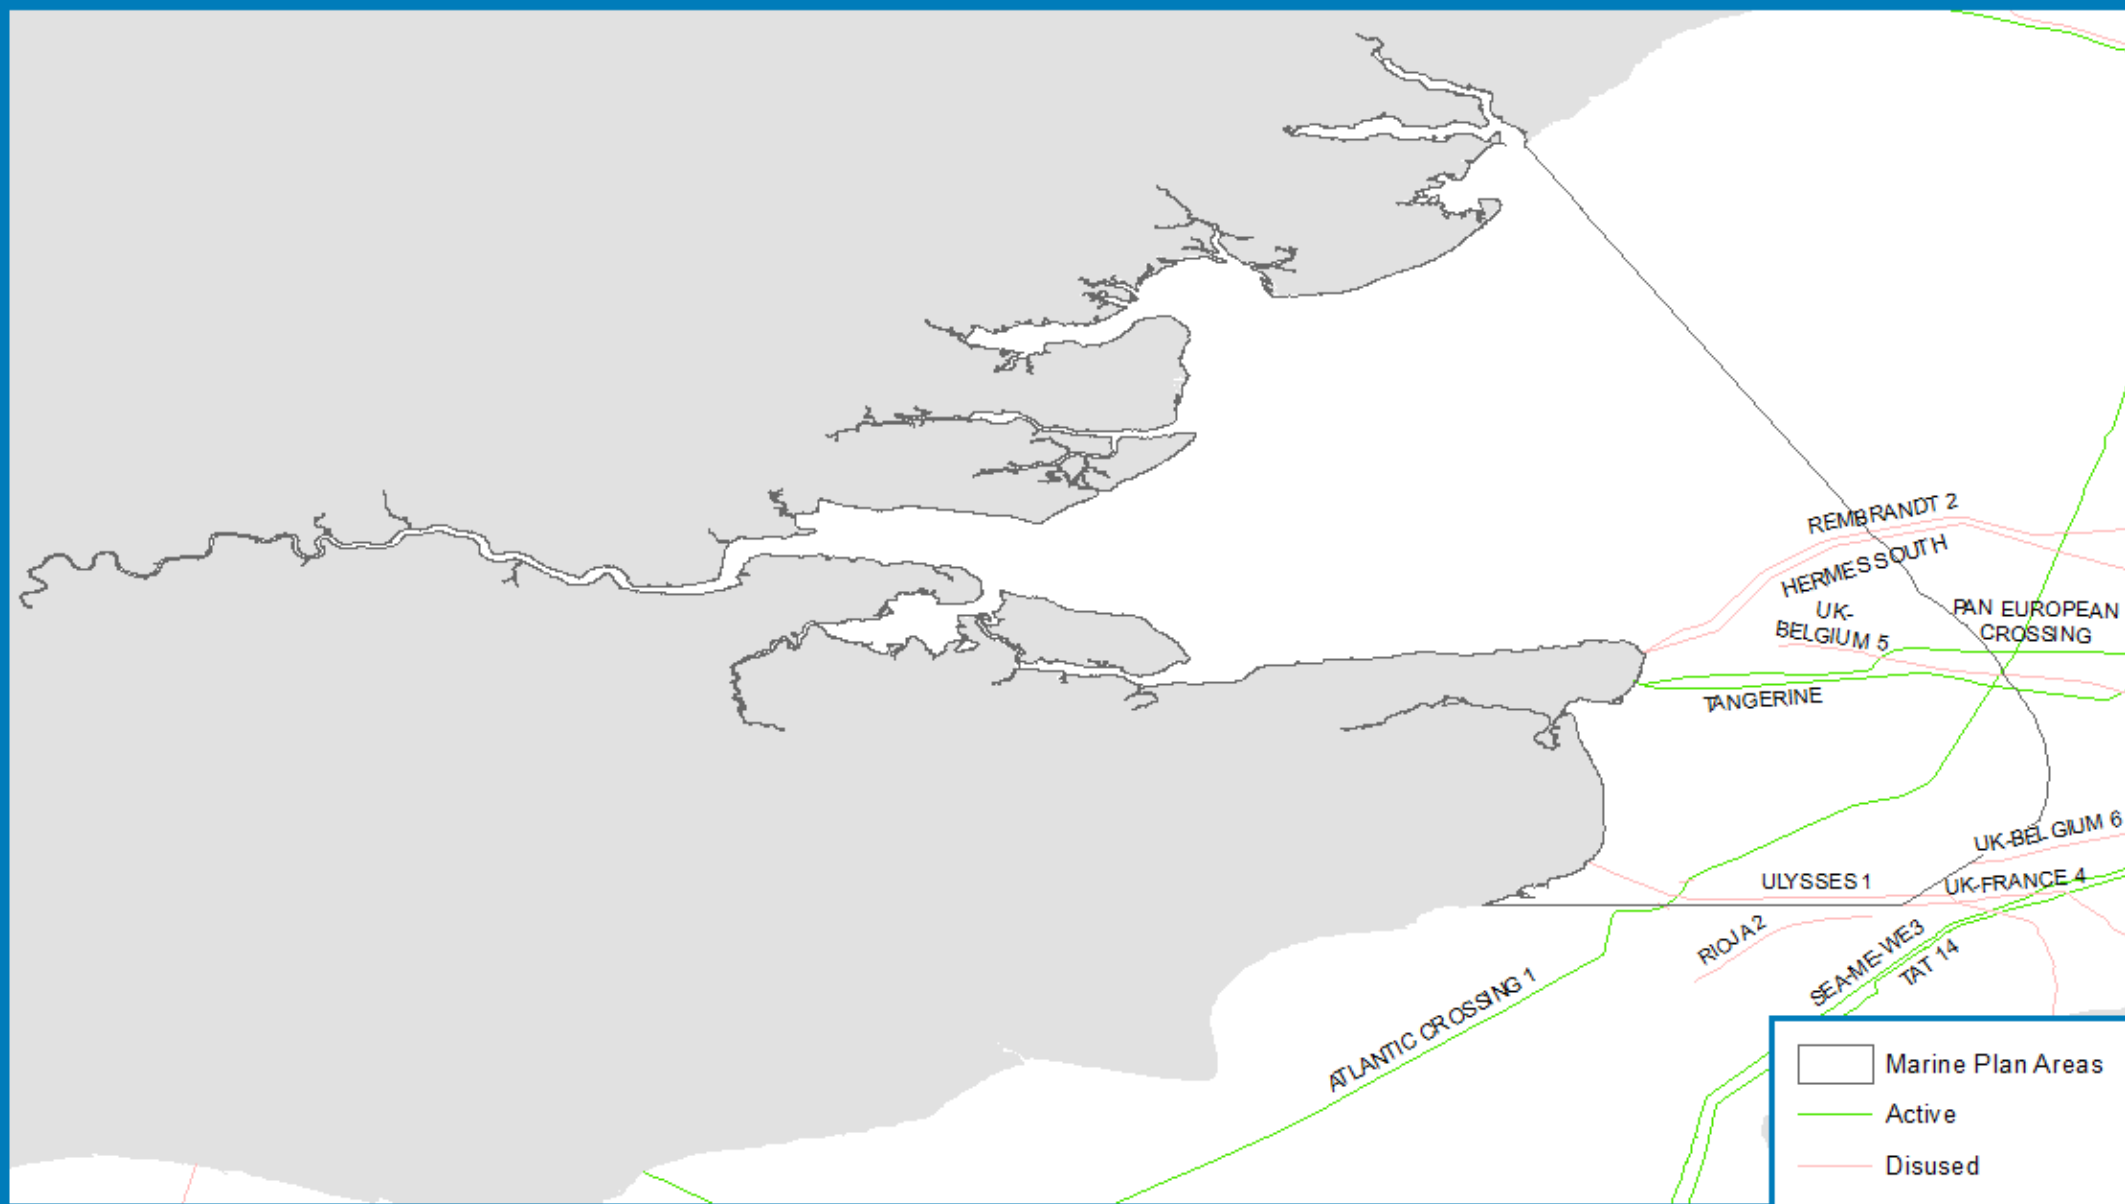 REMBRANDT 2
HERMES SOUTH
UK-
BELGIUM 5
PAN EUROPEAN
CROSSING
TANGERINE
UK-BELGIUM 6
ULYSSES 1
UK-FRANCE 4
RIOJA 2
SEA-ME-WE3
TAT 14
ATLANTIC CROSSING 1
Marine Plan Areas
Active
Disused